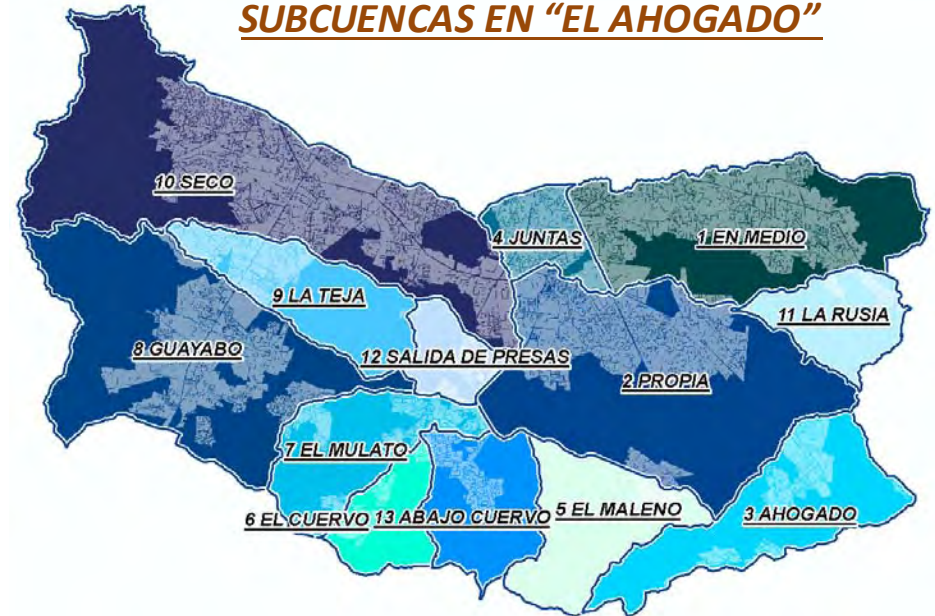 SUBCUENCAS EN “EL AHOGADO”
10 SECO
4 JUNTAS
1 EN MEDIO
9 LA TEJA
11 LA RUSIA
8 GUAYABO
12 SALIDA DE PRESAS
2 PROPIA
7 EL MULATO
6 EL CUERVO
13 ABAJO CUERVO
5 EL MALENO
3 AHOGADO